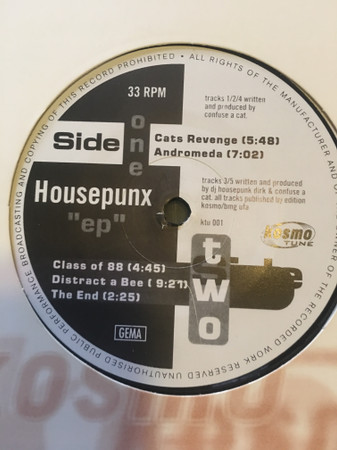 • ALL RIGHTS OF THE MANUFACTURER AND
OF THE RECORDED WORK RESERVED UNAUTHORISED PUBLIC PERFORMANCE BROADCASTING AND COPYING OF THIS RECORD PROHIBITED
33 RPM
tracks 1/2/4 written
and produced by
confuse a cat.
Side
one
Cats Revenge (5:48)
Andromeda (7:02)
Housepunx
"ep"
tracks 3/5 written and produced
by dj housepunk dirk & confuse a
cat. all tracks published by edition
kosmo/bmg ufa
ktu 001
kosmo
TUNE
Side
two
Class of 88 (4:45)
Distract a Bee ( 9:27)
The End (2:25)
GEMA
kosmo